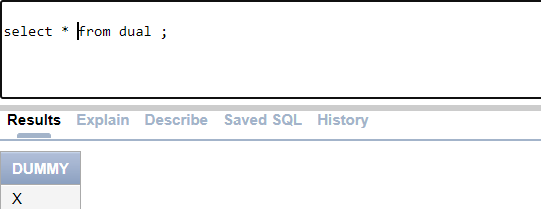 select * from dual ;
Results Explain Describe Saved SQL History
DUMMY
X